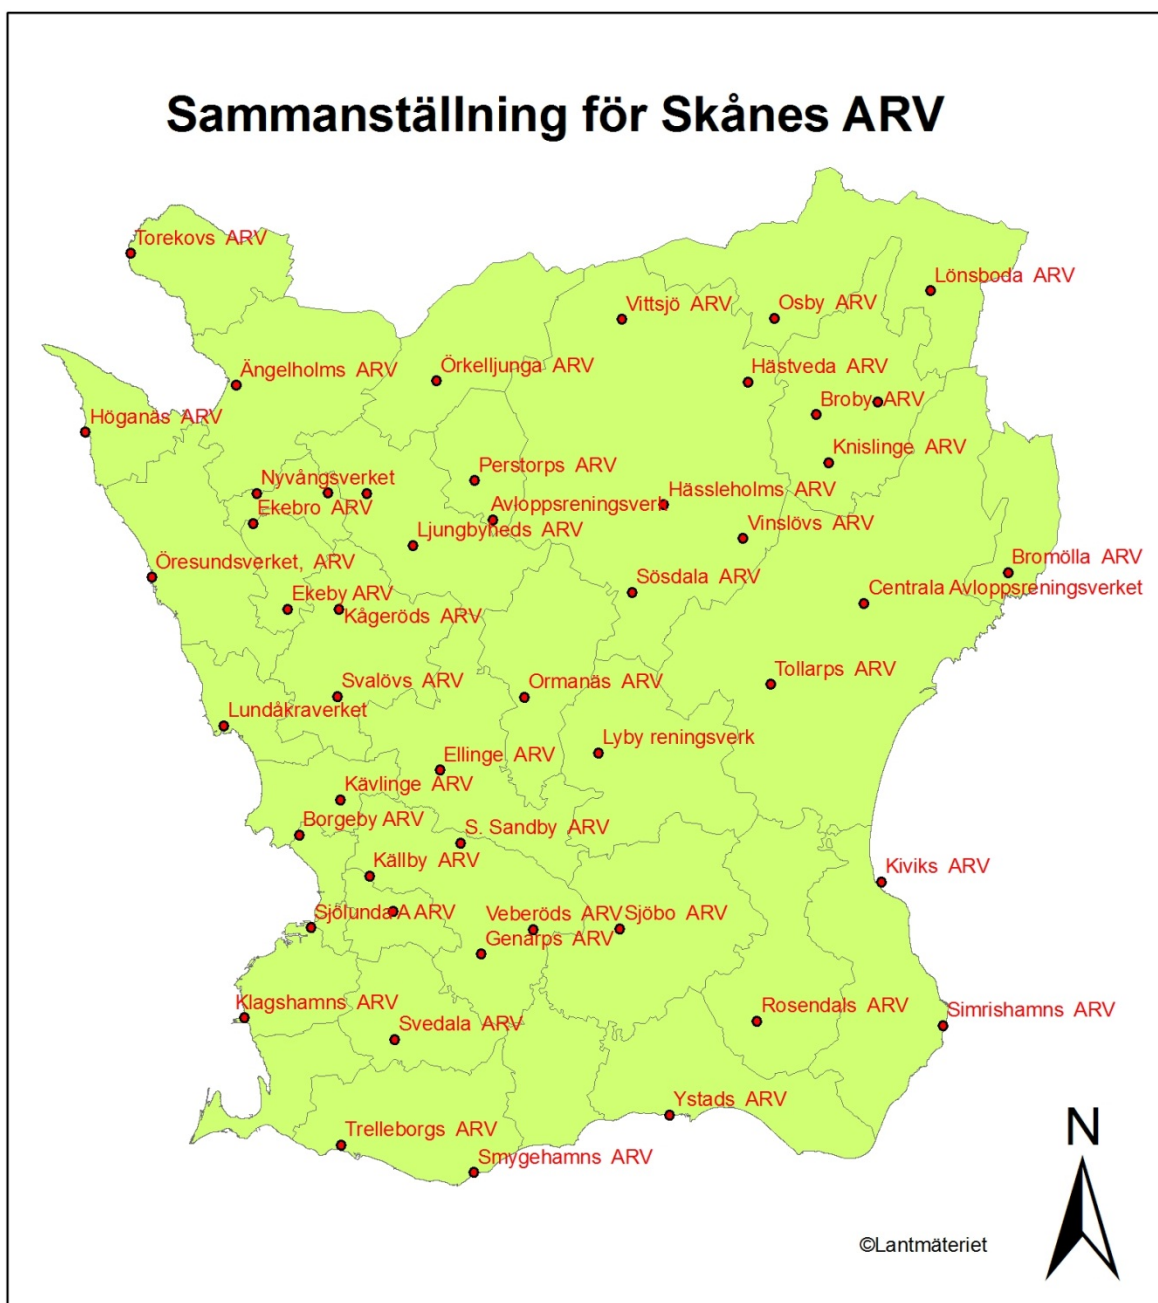 Sammanställning för Skånes ARV
Torekovs ARV
Lönsboda ARV
Vittsjö ARV
Osby ARV
Ängelholms ARV
Örkelljunga ARV
Hästveda ARV
Broby ARV
Höganäs ARV
Knislinge ARV
Perstorps ARV
Nyvångsverket
Hässleholms ARV
Avloppsreningsverk
Ekebro ARV
Ljungbyheds ARV
Vinslövs ARV
Bromölla ARV
Öresundsverket, ARV
Sösdala ARV
Centrala Avloppsreningsverket
Ekeby ARV
Kågeröds ARV
Tollarps ARV
Svalövs ARV
Ormanäs ARV
Lundåkraverket
Lyby reningsverk
Ellinge ARV
Kävlinge ARV
Borgeby ARV
S. Sandby ARV
Källby ARV
Kiviks ARV
Sjölunda A ARV
Veberöds ARV
Sjöbo ARV
Genarps ARV
Klagshamns ARV
Rosendals ARV
Simrishamns ARV
Svedala ARV
Ystads ARV
Trelleborgs ARV
Smygehamns ARV
N
©Lantmäteriet